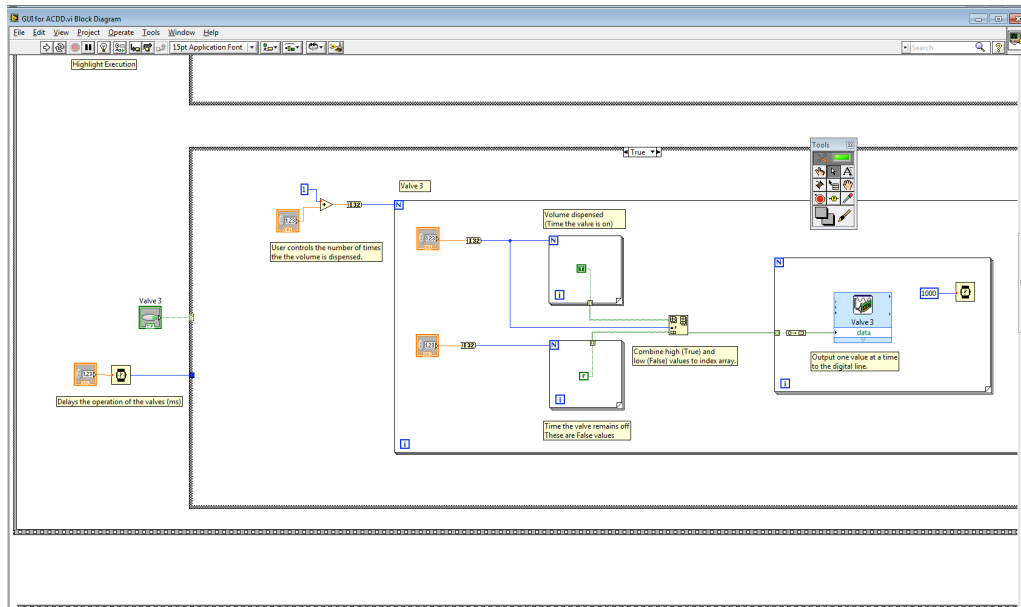 GUI for ACDD.vi Block Diagram
File Edit View Project Operate Tools Window Help
15pt Application Font
Search
Highlight Execution
True
Tools
1
Valve 3
123
I32
N
User controls the number of times
the the volume is dispensed.
Volume dispensed
(Time the valve is on)
123
I32
N
T
i
N
1000
Valve 3
Valve 3
data
123
I32
N
F
i
Combine high (True) and
low (False) values to index array.
Output one value at a time
to the digital line.
i
123
Delays the operation of the valves (ms)
Time the valve remains off
These are False values
i